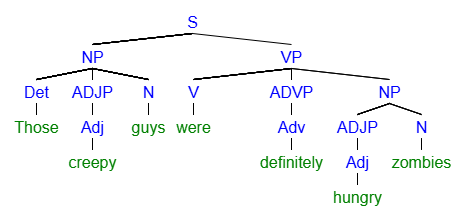 S
NP VP
Det ADJP N V ADVP NP
Those Adj guys were Adv ADJP N
creepy definitely Adj zombies
hungry